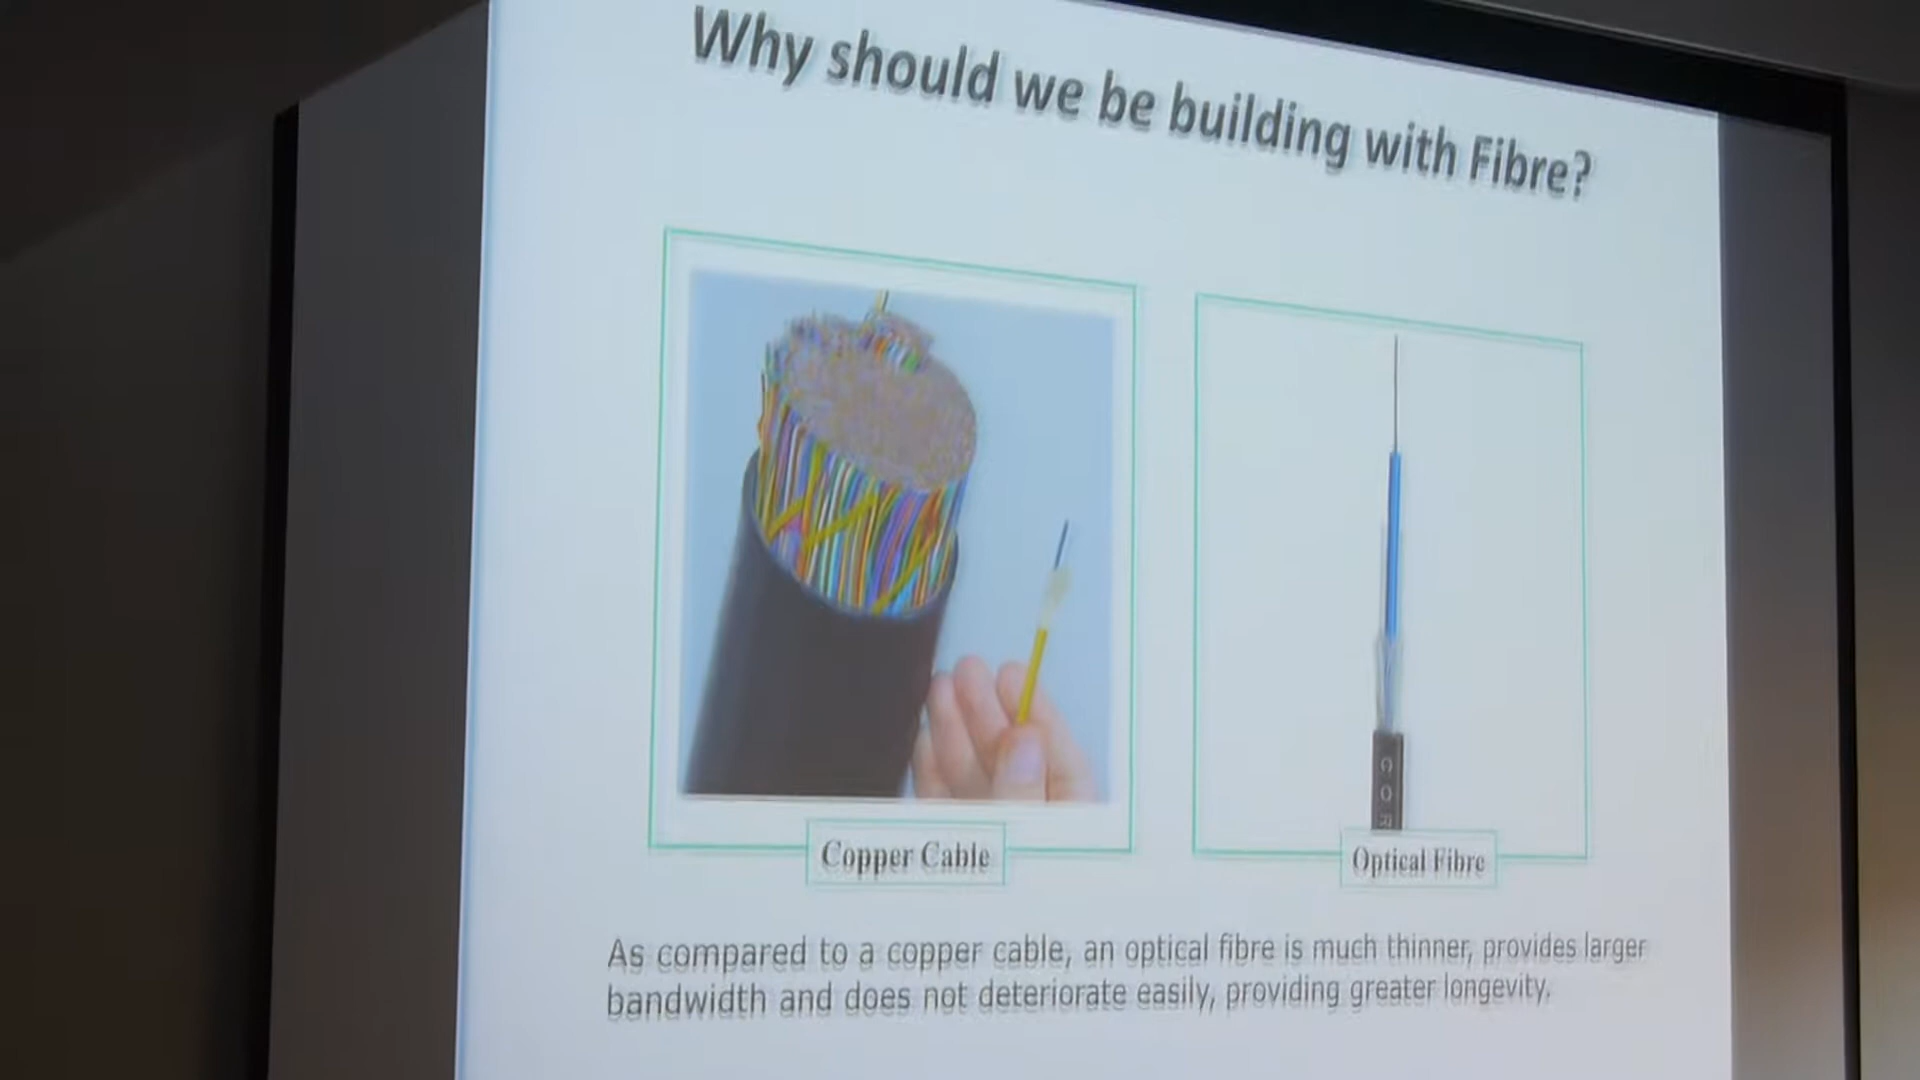 Why should we be building with Fibre?
Copper Cable
Optical Fibre
As compared to a copper cable, an optical fibre is much thinner, provides larger
bandwidth and does not deteriorate easily, providing greater longevity.